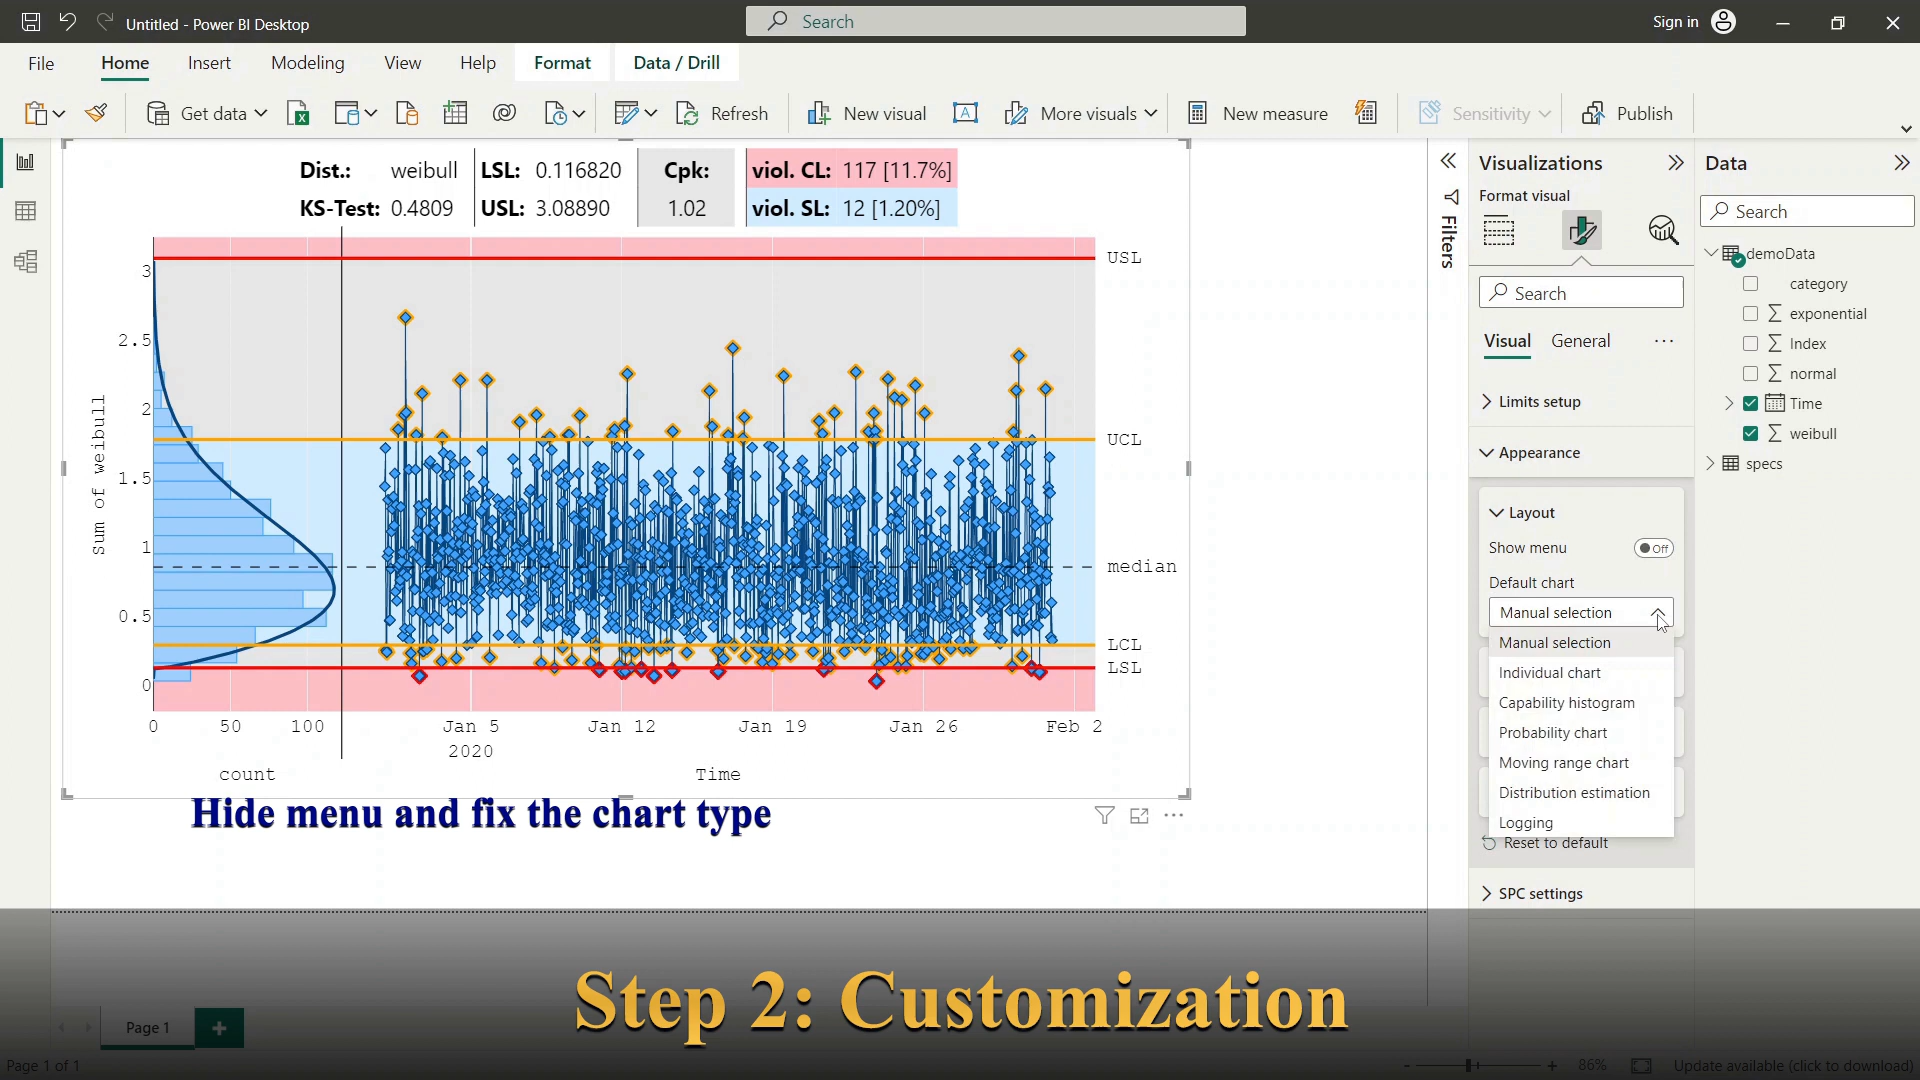 Untitled - Power BI Desktop
Search
Sign in
File
Home
Insert
Modeling
View
Help
Format
Data / Drill
Get data
Refresh
New visual
More visuals
New measure
Sensitivity
Publish
Dist.: weibull
LSL: 0.116820
Cpk:
viol. CL: 117 [11.7%]
KS-Test: 0.4809
USL: 3.08890
1.02
viol. SL: 12 [1.20%]
USL
UCL
median
LCL
LSL
Sum of weibull
3
2.5
2
1.5
1
0.5
0
0 50 100
count
Jan 5
2020
Jan 12
Jan 19
Jan 26
Feb 2
Time
Hide menu and fix the chart type
Filters
Visualizations
Format visual
Search
Visual
General
Limits setup
Appearance
Layout
Show menu
Off
Default chart
Manual selection
Manual selection
Individual chart
Capability histogram
Probability chart
Moving range chart
Distribution estimation
Logging
Reset to default
SPC settings
Data
Search
demoData
category
exponential
Index
normal
Time
weibull
specs
Step 2: Customization
Page 1
Page 1 of 1
86%
Update available (click to download)